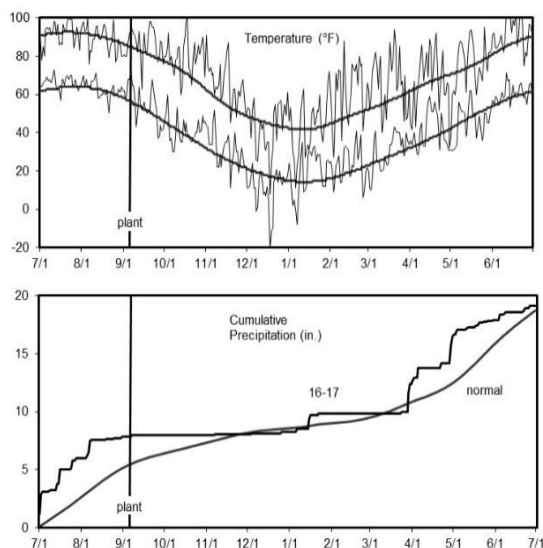 100
Temperature (°F)
80
60
40
20
0
plant
-20
7/1 8/1 9/1 10/1 11/1 12/1 1/1 2/1 3/1 4/1 5/1 6/1
20
Cumulative
Precipitation (in.)
15
16-17
normal
10
5
plant
0
7/1 8/1 9/1 10/1 11/1 12/1 1/1 2/1 3/1 4/1 5/1 6/1 7/1